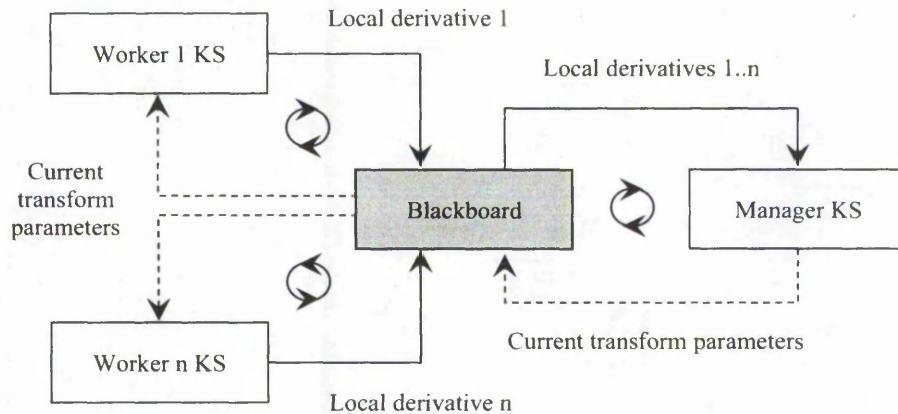 Local derivative 1
Worker 1 KS
Local derivatives 1..n
Current
transform
parameters
Blackboard
Manager KS
Worker n KS
Current transform parameters
Local derivative n